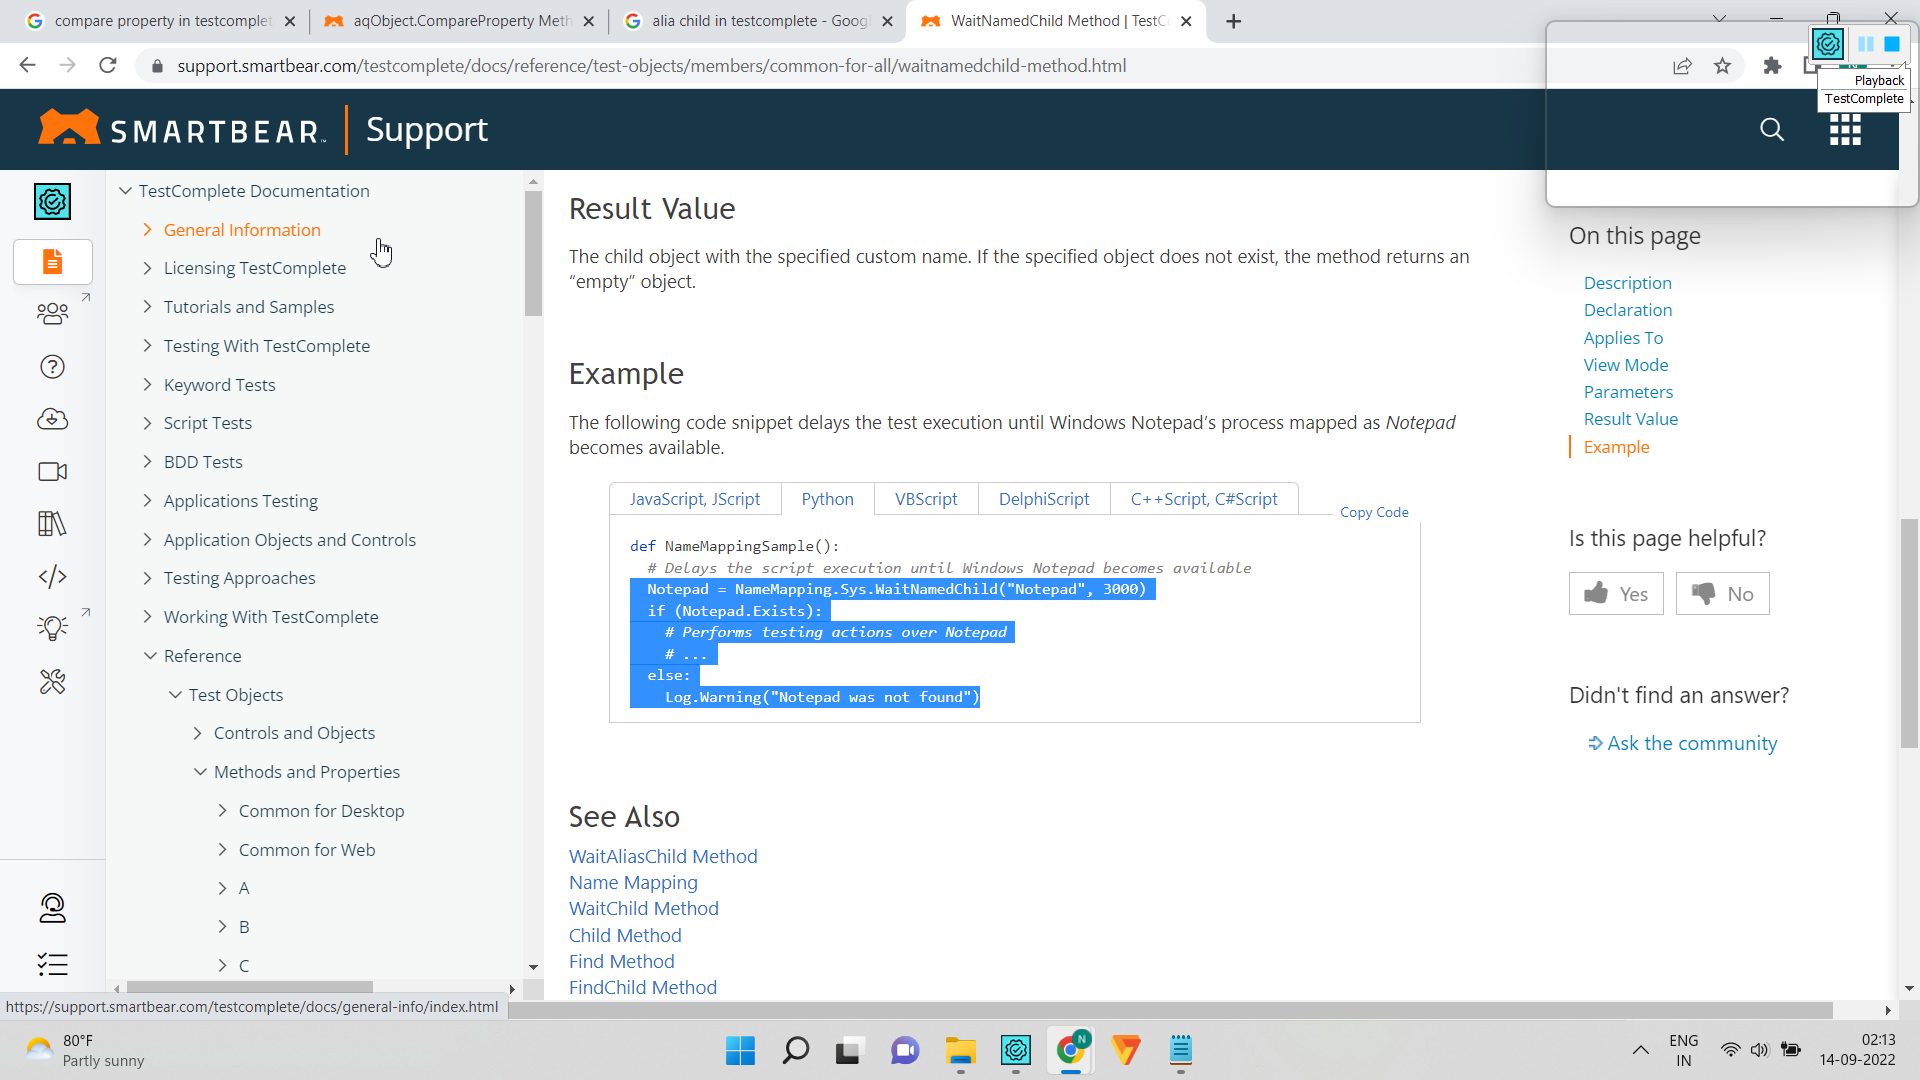 compare property in testcomplet
aqObject.CompareProperty Meth
alia child in testcomplete - Goog
WaitNamedChild Method | TestC
support.smartbear.com/testcomplete/docs/reference/test-objects/members/common-for-all/waitnamedchild-method.html
Playback
TestComplete
SMARTBEAR
Support
TestComplete Documentation
General Information
Licensing TestComplete
Tutorials and Samples
Testing With TestComplete
Keyword Tests
Script Tests
BDD Tests
Applications Testing
Application Objects and Controls
Testing Approaches
Working With TestComplete
Reference
Test Objects
Controls and Objects
Methods and Properties
Common for Desktop
Common for Web
A
B
C
Result Value
The child object with the specified custom name. If the specified object does not exist, the method returns an
“empty” object.
Example
The following code snippet delays the test execution until Windows Notepad’s process mapped as Notepad
becomes available.
JavaScript, JScript
Python
VBScript
DelphiScript
C++Script, C#Script
Copy Code
def NameMappingSample():
# Delays the script execution until Windows Notepad becomes available
Notepad = NameMapping.Sys.WaitNamedChild("Notepad", 3000)
if (Notepad.Exists):
# Performs testing actions over Notepad
# ...
else:
Log.Warning("Notepad was not found")
See Also
WaitAliasChild Method
Name Mapping
WaitChild Method
Child Method
Find Method
FindChild Method
On this page
Description
Declaration
Applies To
View Mode
Parameters
Result Value
Example
Is this page helpful?
Yes
No
Didn't find an answer?
Ask the community
https://support.smartbear.com/testcomplete/docs/general-info/index.html
80°F
Partly sunny
N
ENG
IN
02:13
14-09-2022